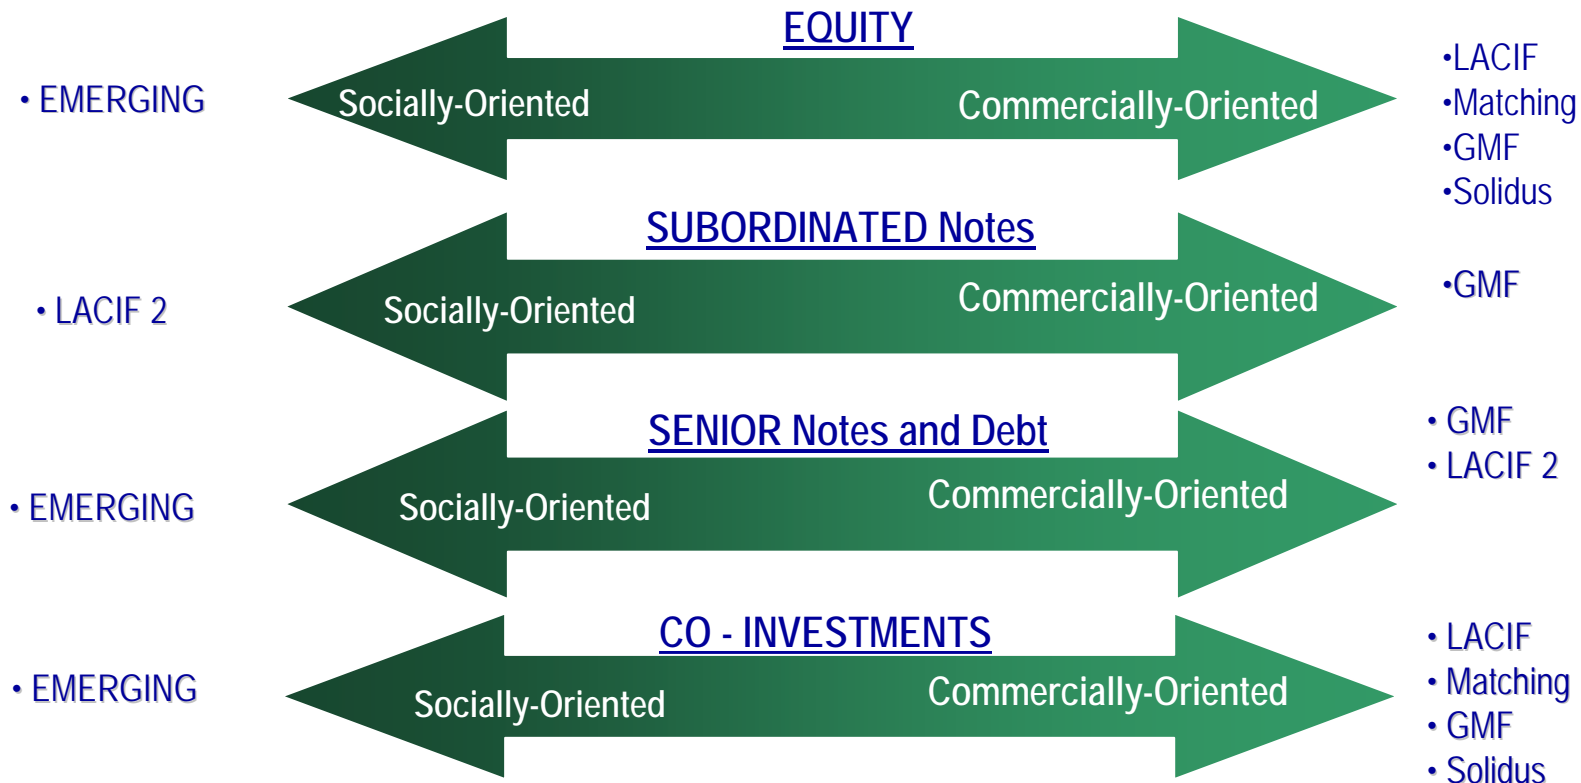 EQUITY
• EMERGING
Socially-Oriented
Commercially-Oriented
•LACIF
•Matching
•GMF
•Solidus
SUBORDINATED Notes
• LACIF 2
Socially-Oriented
Commercially-Oriented
•GMF
SENIOR Notes and Debt
• EMERGING
Socially-Oriented
Commercially-Oriented
• GMF
• LACIF 2
CO - INVESTMENTS
• EMERGING
Socially-Oriented
Commercially-Oriented
• LACIF
• Matching
• GMF
• Solidus